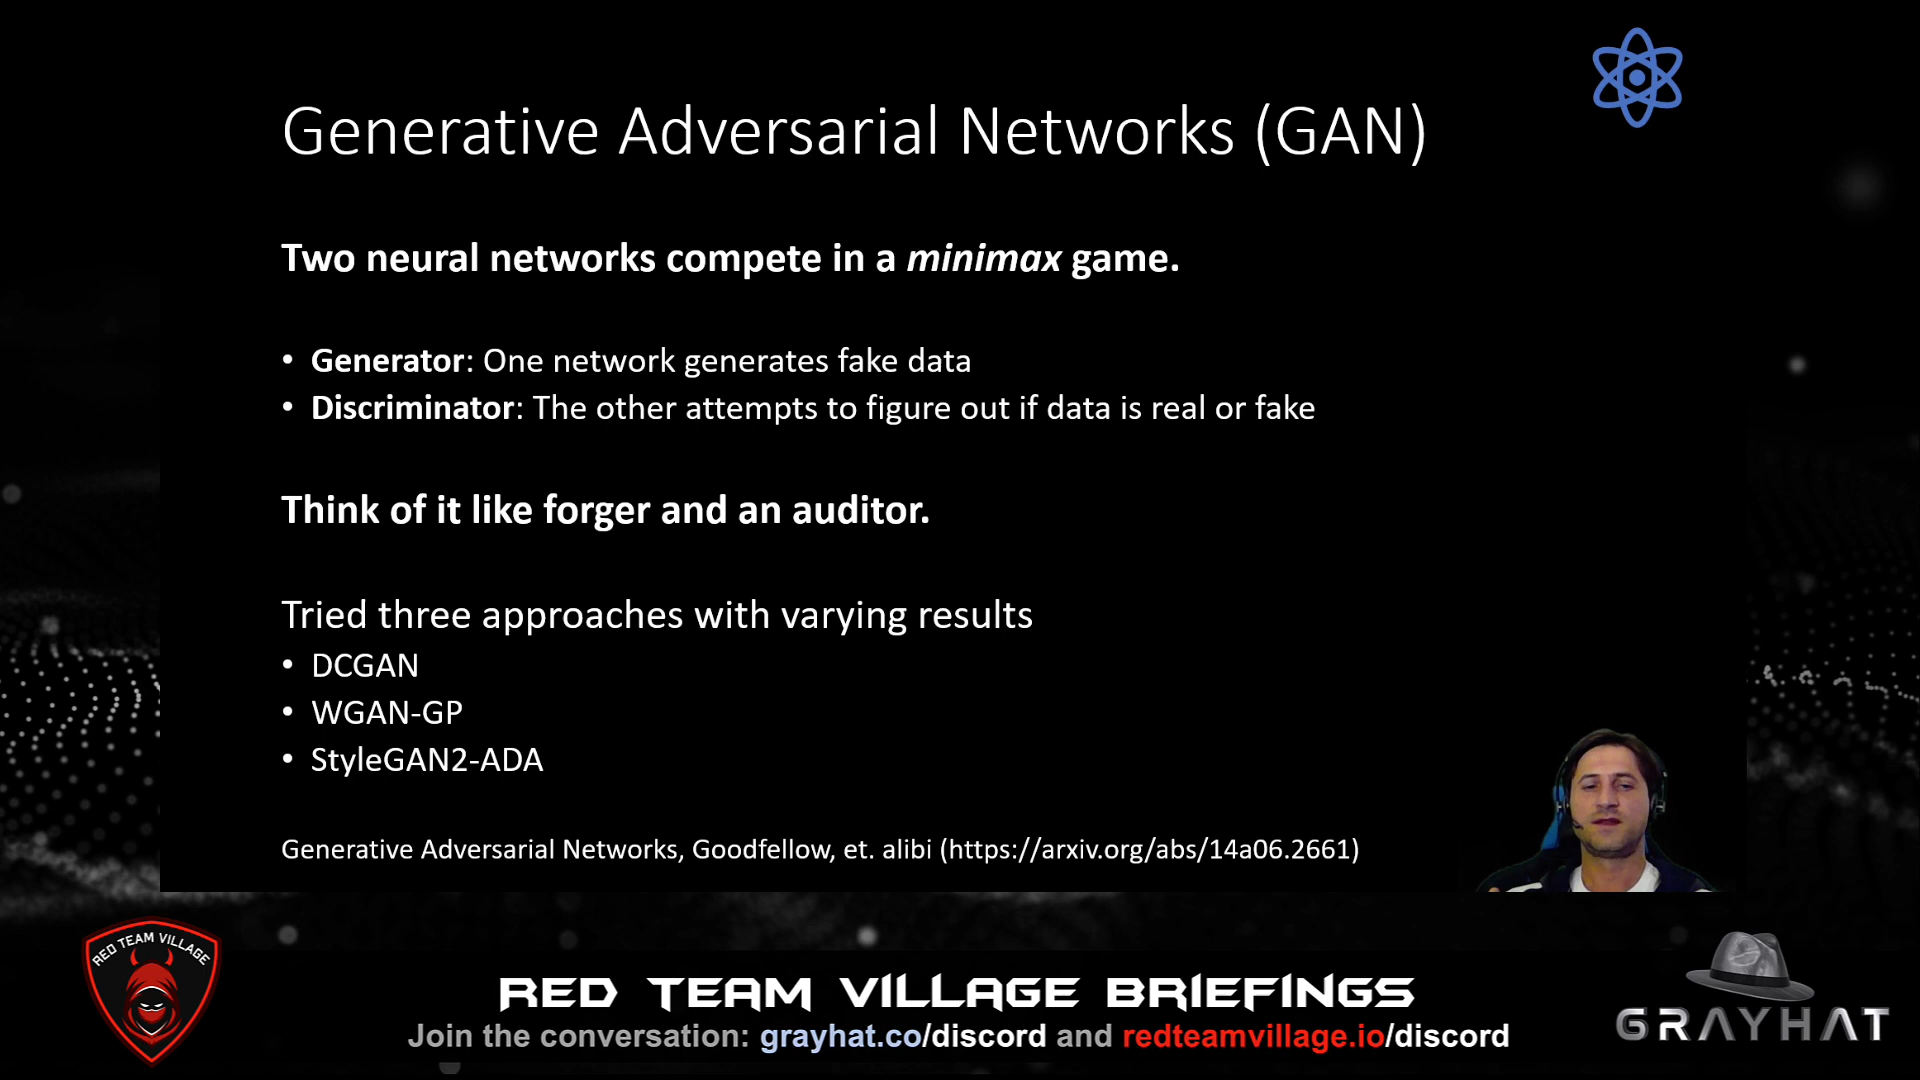 Generative Adversarial Networks (GAN)
Two neural networks compete in a minimax game.
• Generator: One network generates fake data
• Discriminator: The other attempts to figure out if data is real or fake
Think of it like forger and an auditor.
Tried three approaches with varying results
• DCGAN
• WGAN-GP
• StyleGAN2-ADA
Generative Adversarial Networks, Goodfellow, et. alibi (https://arxiv.org/abs/14a06.2661)
RED TEAM VILLAGE
RED TEAM VILLAGE BRIEFINGS
Join the conversation: grayhat.co/discord and redteamvillage.io/discord
GRAYHAT